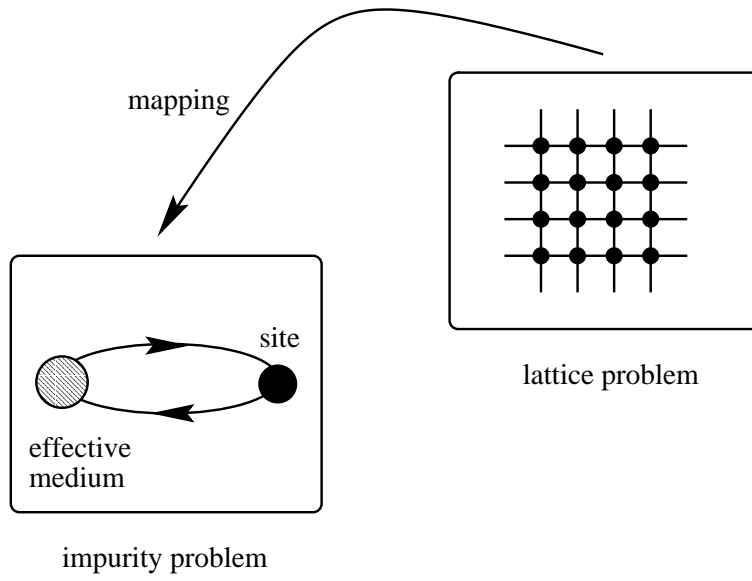 mapping
lattice problem
site
effective
medium
impurity problem